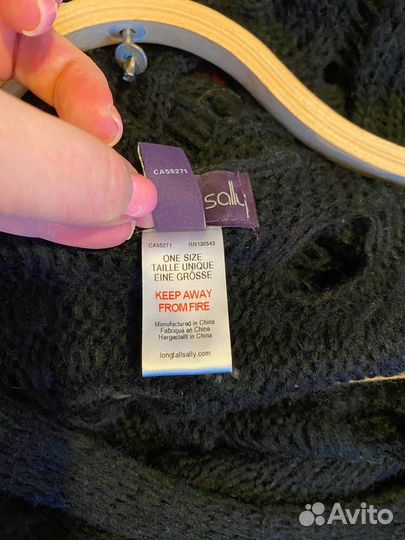 CA55271
sally
CA55271 RN130543
ONE SIZE
TAILLE UNIQUE
EINE GRÖSSE
KEEP AWAY
FROM FIRE
Manufactured in China
Fabriqué en Chine
Hergestellt in China
longtallsally.com
Avito